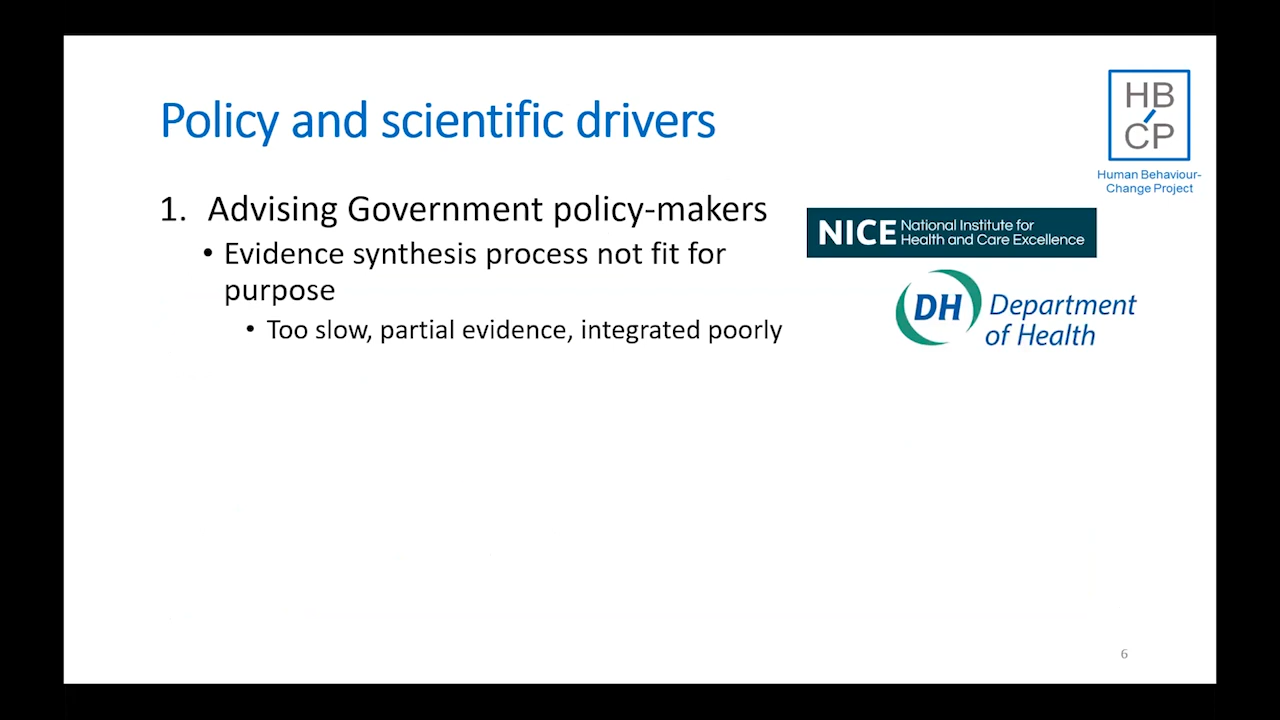 Policy and scientific drivers
HB
CP
Human Behaviour-
Change Project
1. Advising Government policy-makers
• Evidence synthesis process not fit for
purpose
• Too slow, partial evidence, integrated poorly
NICE National Institute for
Health and Care Excellence
DH Department
of Health
6